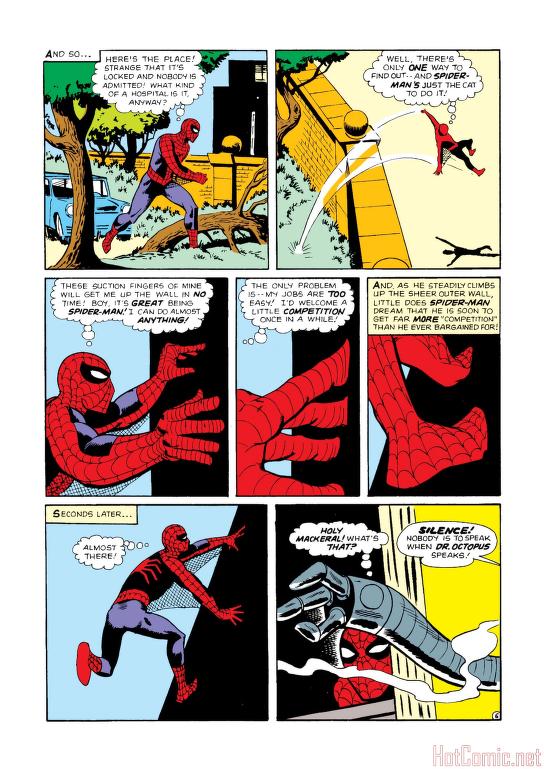 AND SO...
HERE'S THE PLACE!
STRANGE THAT IT'S
LOCKED AND NOBODY IS
ADMITTED! WHAT KIND
OF A HOSPITAL IS IT,
ANYWAY?
WELL, THERE'S
ONLY ONE WAY TO
FIND OUT--AND SPIDER-
MAN'S JUST THE CAT
TO DO IT!
THESE SUCTION FINGERS OF MINE
WILL GET ME UP THE WALL IN NO
TIME! BOY, IT'S GREAT BEING
SPIDER-MAN! I CAN DO ALMOST
ANYTHING!
THE ONLY PROBLEM
IS--MY JOBS ARE TOO
EASY! I'D WELCOME A
LITTLE COMPETITION
ONCE IN A WHILE!
AND, AS HE STEADILY CLIMBS
UP THE SHEER OUTER WALL,
LITTLE DOES SPIDER-MAN
DREAM THAT HE IS SOON TO
GET FAR MORE "COMPETITION"
THAN HE EVER BARGAINED FOR!
SECONDS LATER...
ALMOST
THERE!
HOLY
MACKERAL! WHAT'S
THAT?
SILENCE!
NOBODY IS TO SPEAK
WHEN DR. OCTOPUS
SPEAKS!
6
HotComic.net